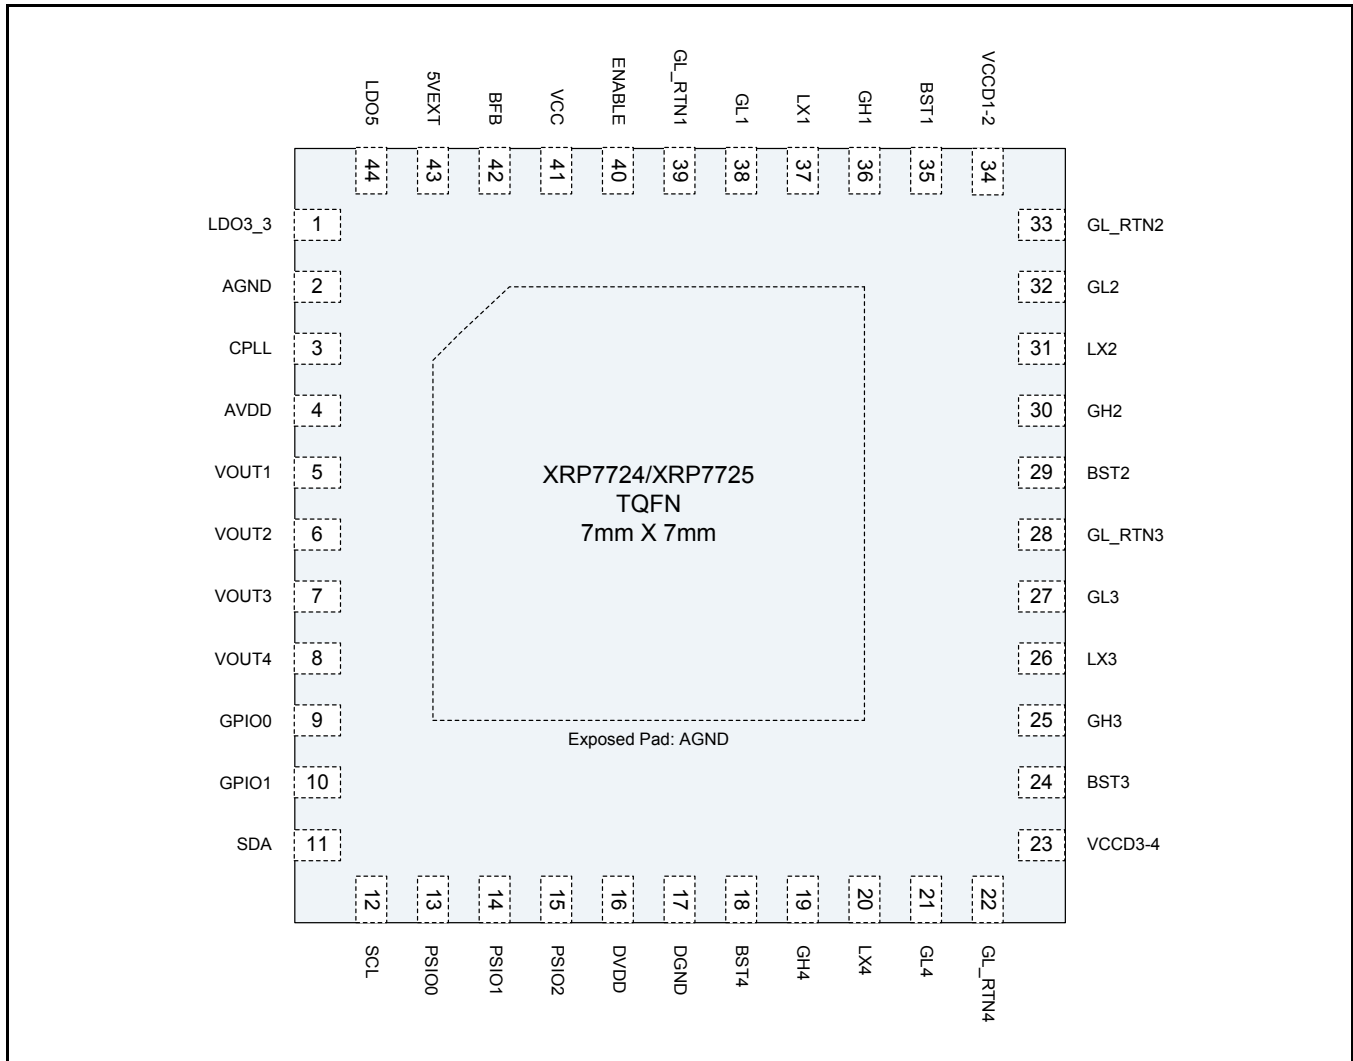 LDO5
5VEXT
BFB
VCC
ENABLE
GL_RTN1
GL1
LX1
GH1
BST1
VCCD1-2
44
43
42
41
40
39
38
37
36
35
34
LDO3_3 1
AGND 2
CPLL 3
AVDD 4
VOUT1 5
VOUT2 6
VOUT3 7
VOUT4 8
GPIO0 9
GPIO1 10
SDA 11
XRP7724/XRP7725
TQFN
7mm X 7mm
Exposed Pad: AGND
33 GL_RTN2
32 GL2
31 LX2
30 GH2
29 BST2
28 GL_RTN3
27 GL3
26 LX3
25 GH3
24 BST3
23 VCCD3-4
12
13
14
15
16
17
18
19
20
21
22
SCL
PSIO0
PSIO1
PSIO2
DVDD
DGND
BST4
GH4
LX4
GL4
GL_RTN4